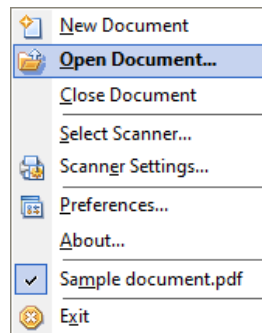 New Document
Open Document...
Close Document
Select Scanner...
Scanner Settings...
Preferences...
About...
Sample document.pdf
Exit